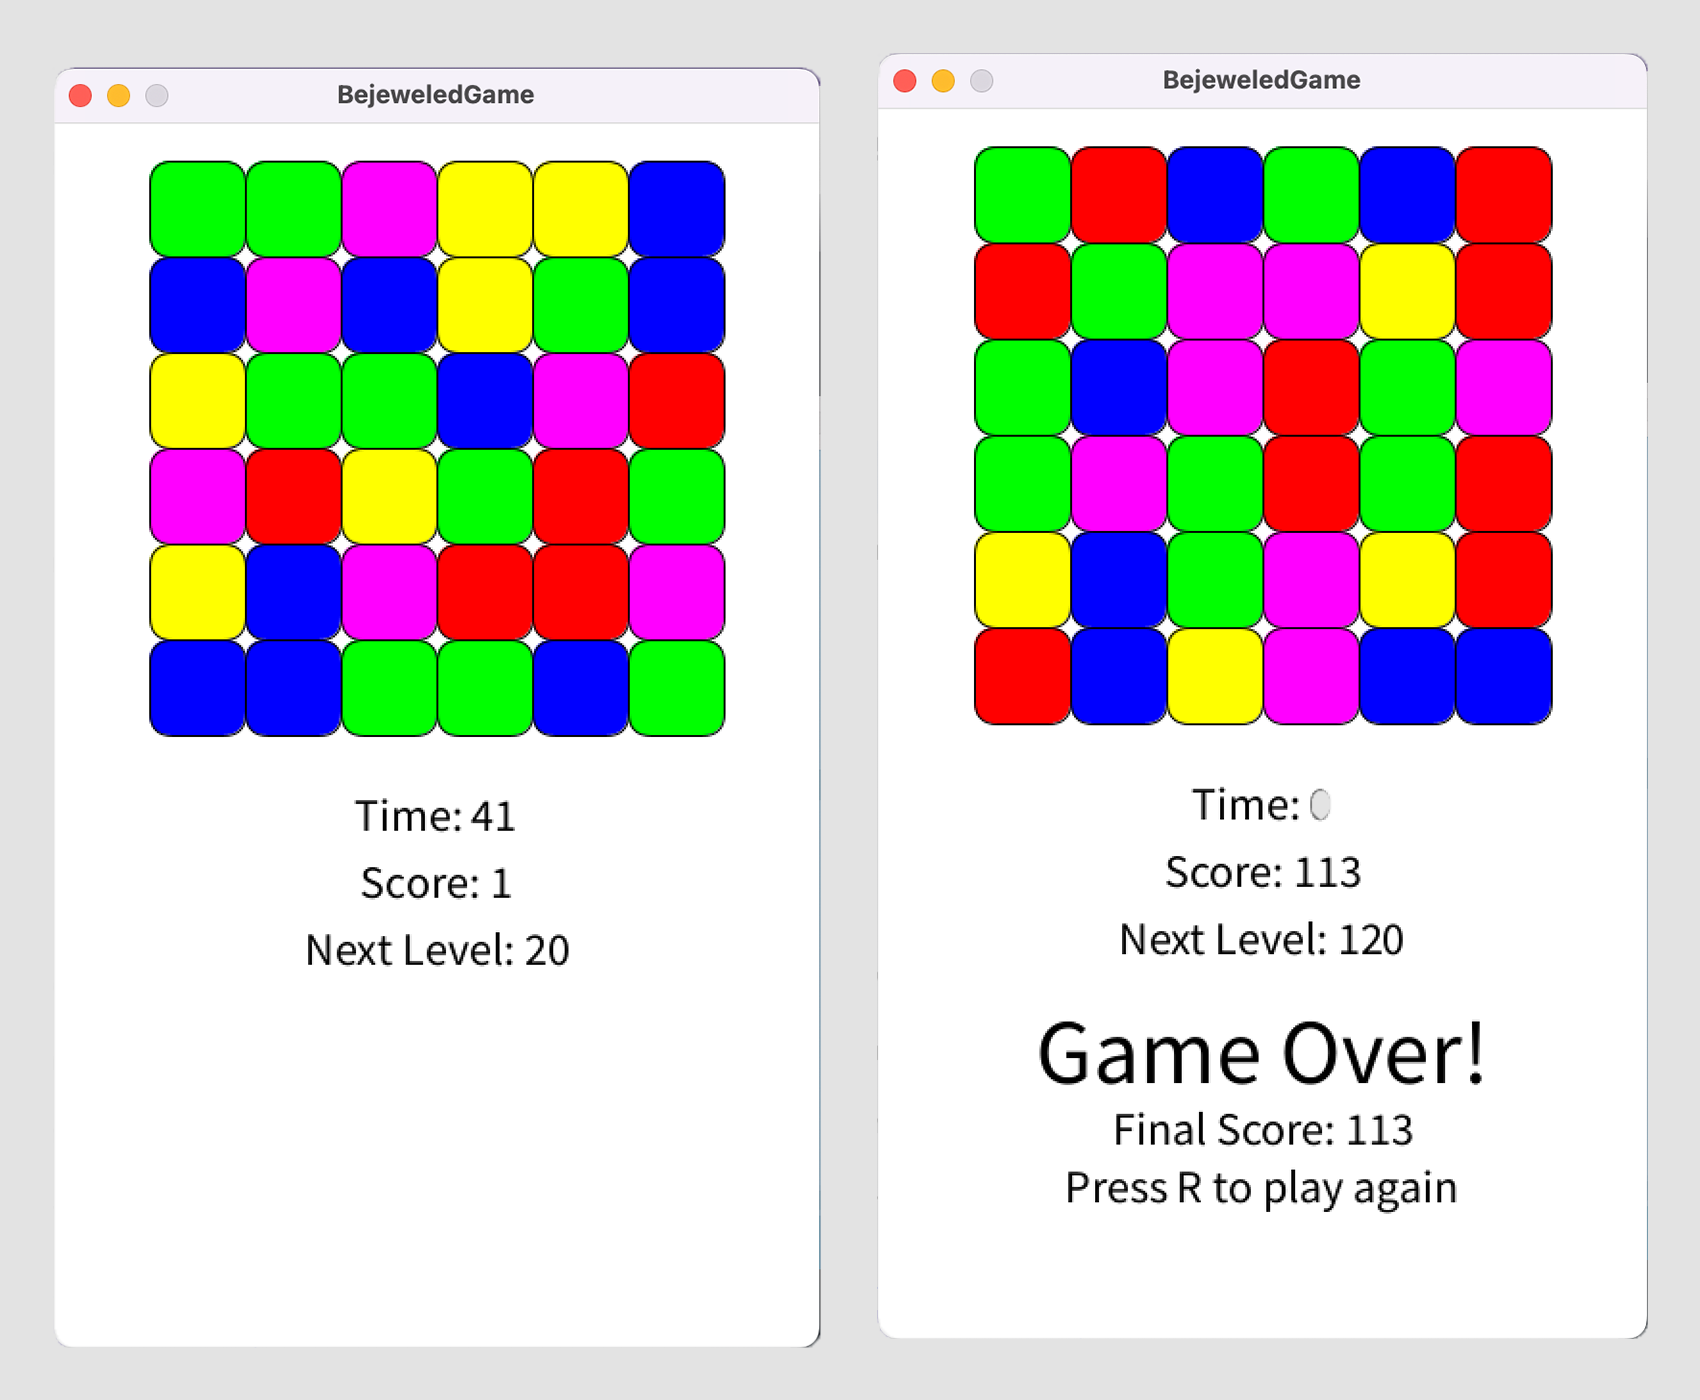 BejeweledGame
Time: 41
Score: 1
Next Level: 20
BejeweledGame
Time: 0
Score: 113
Next Level: 120
Game Over!
Final Score: 113
Press R to play again